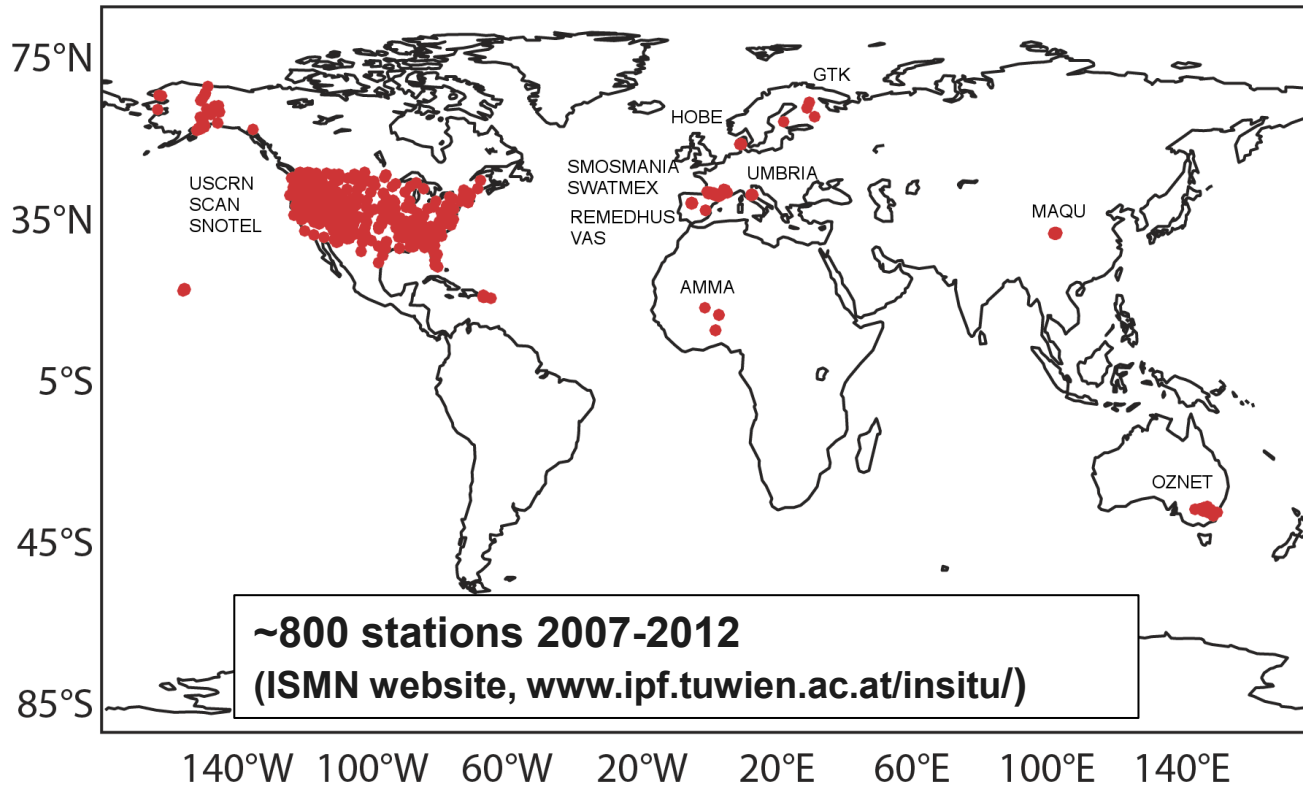 75°N
35°N
5°S
45°S
85°S
GTK
HOBE
SMOSMANIA
SWATMEX
UMBRIA
USCRN
SCAN
SNOTEL
REMEDHUS
VAS
MAQU
AMMA
OZNET
~800 stations 2007-2012
(ISMN website, www.ipf.tuwien.ac.at/insitu/)
140°W 100°W 60°W 20°W 20°E 60°E 100°E 140°E